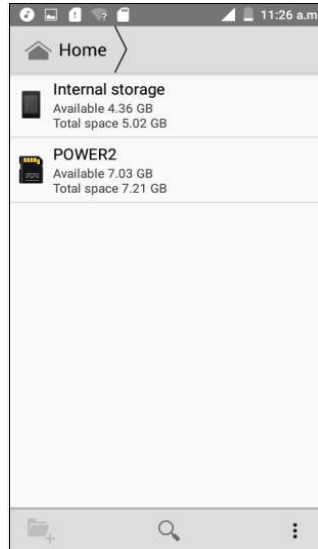 11:26 a.m
Home
Internal storage
Available 4.36 GB
Total space 5.02 GB
POWER2
Available 7.03 GB
Total space 7.21 GB